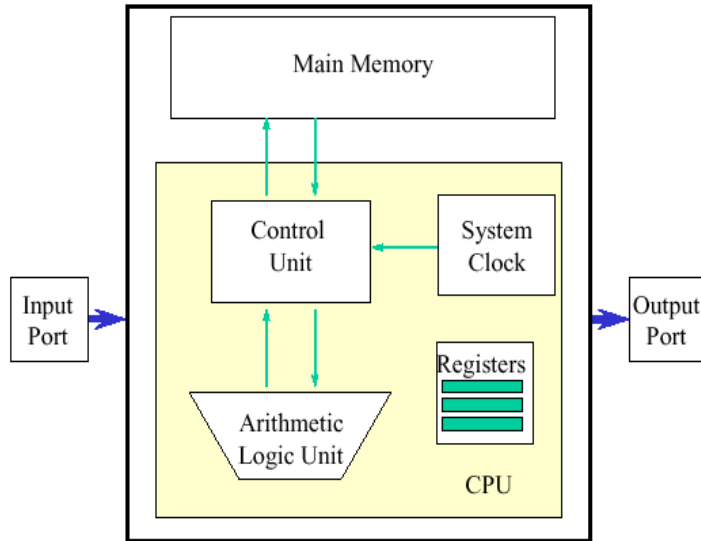 Main Memory
Control
Unit
System
Clock
Input
Port
Output
Port
Registers
Arithmetic
Logic Unit
CPU